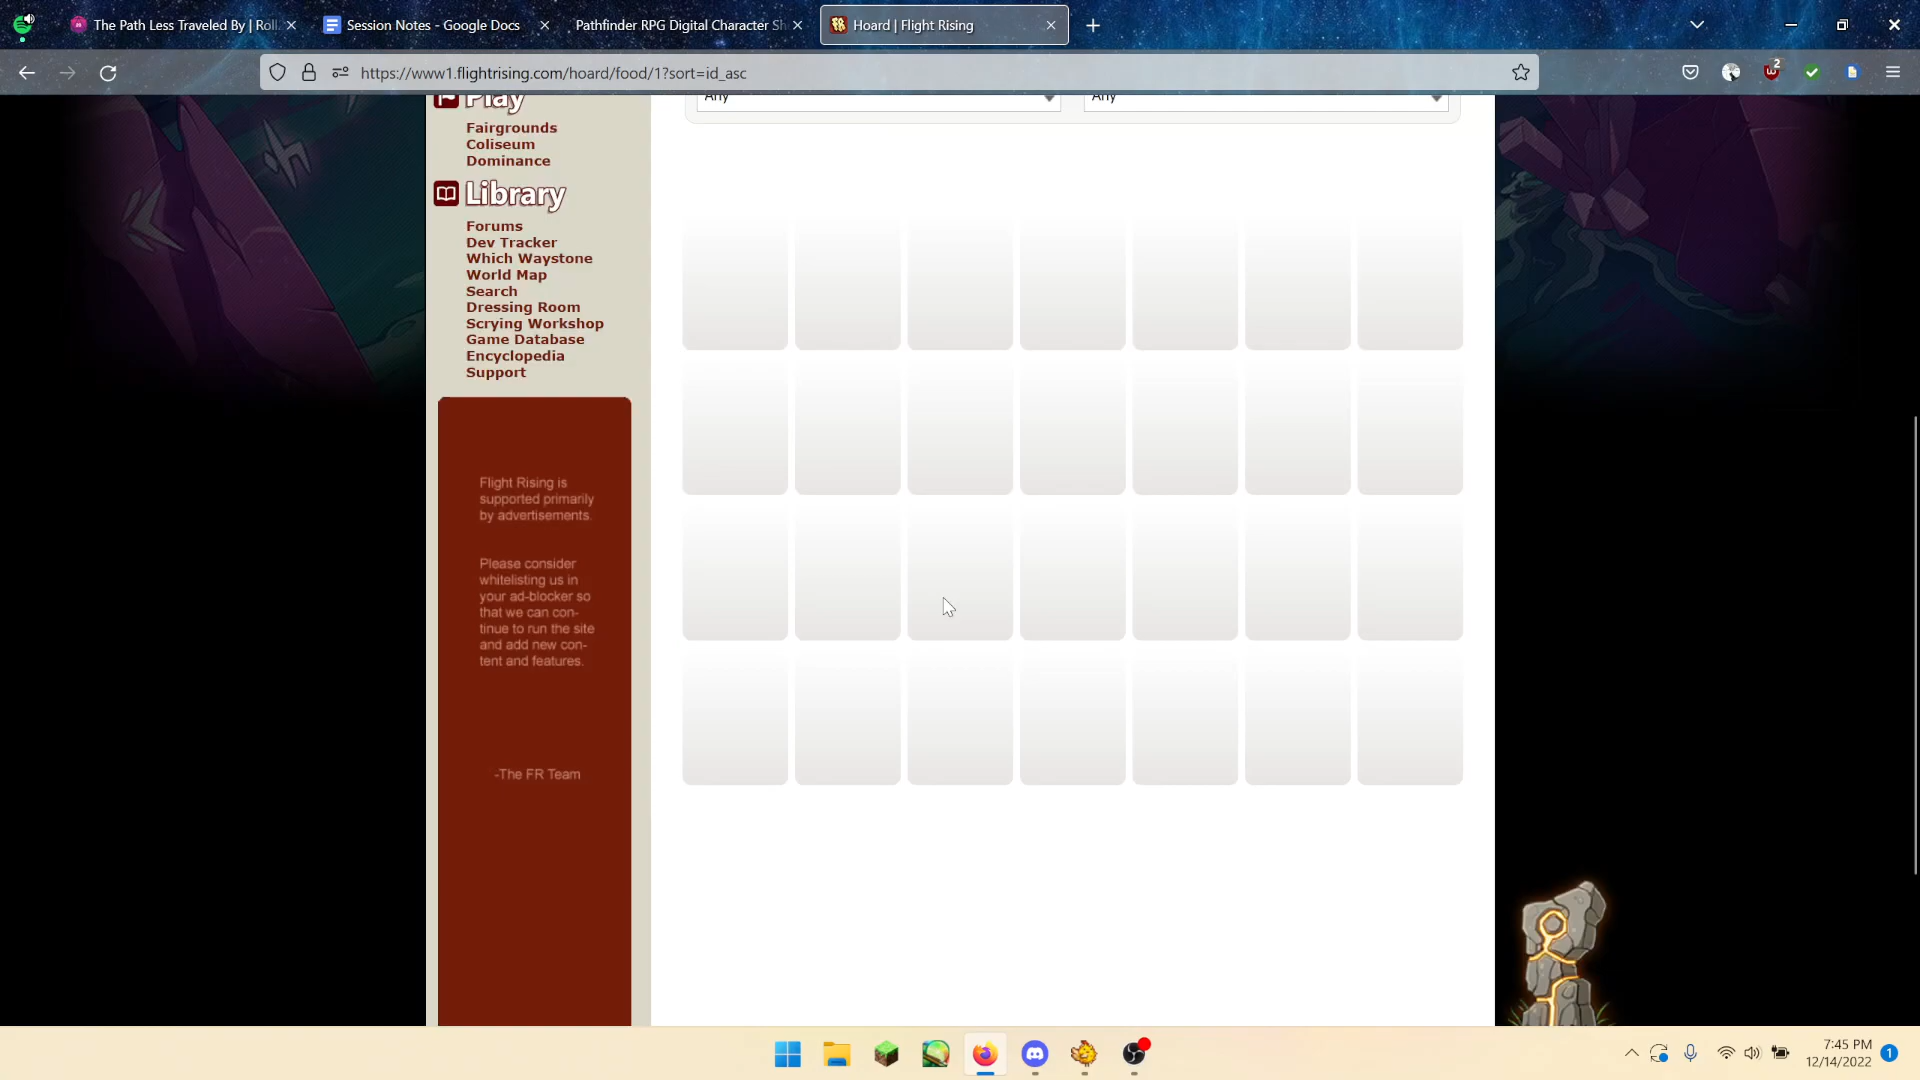 The Path Less Traveled By | Roll
Session Notes - Google Docs
Pathfinder RPG Digital Character Sh
Hoard | Flight Rising
https://www1.flightrising.com/hoard/food/1?sort=id_asc
2
Play
Any
Any
Fairgrounds
Coliseum
Dominance
Library
Forums
Dev Tracker
Which Waystone
World Map
Search
Dressing Room
Scrying Workshop
Game Database
Encyclopedia
Support
Flight Rising is
supported primarily
by advertisements.
Please consider
whitelisting us in
your ad-blocker so
that we can con-
tinue to run the site
and add new con-
tent and features.
-The FR Team
7:45 PM
12/14/2022
1